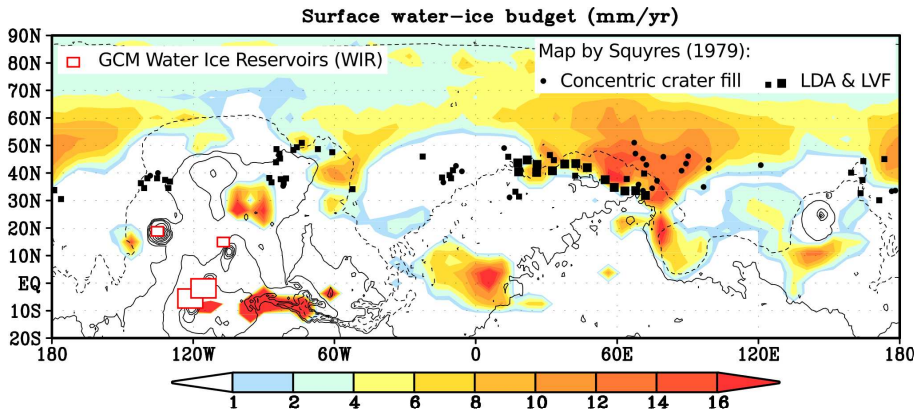 Surface water-ice budget (mm/yr)
90N
GCM Water Ice Reservoirs (WIR)
Map by Squyres (1979):
80N
Concentric crater fill
LDA & LVF
70N
60N
50N
40N
30N
20N
10N
EQ
10S
20S
180 120W 60W 0 60E 120E 180
1 2 4 6 8 10 12 14 16